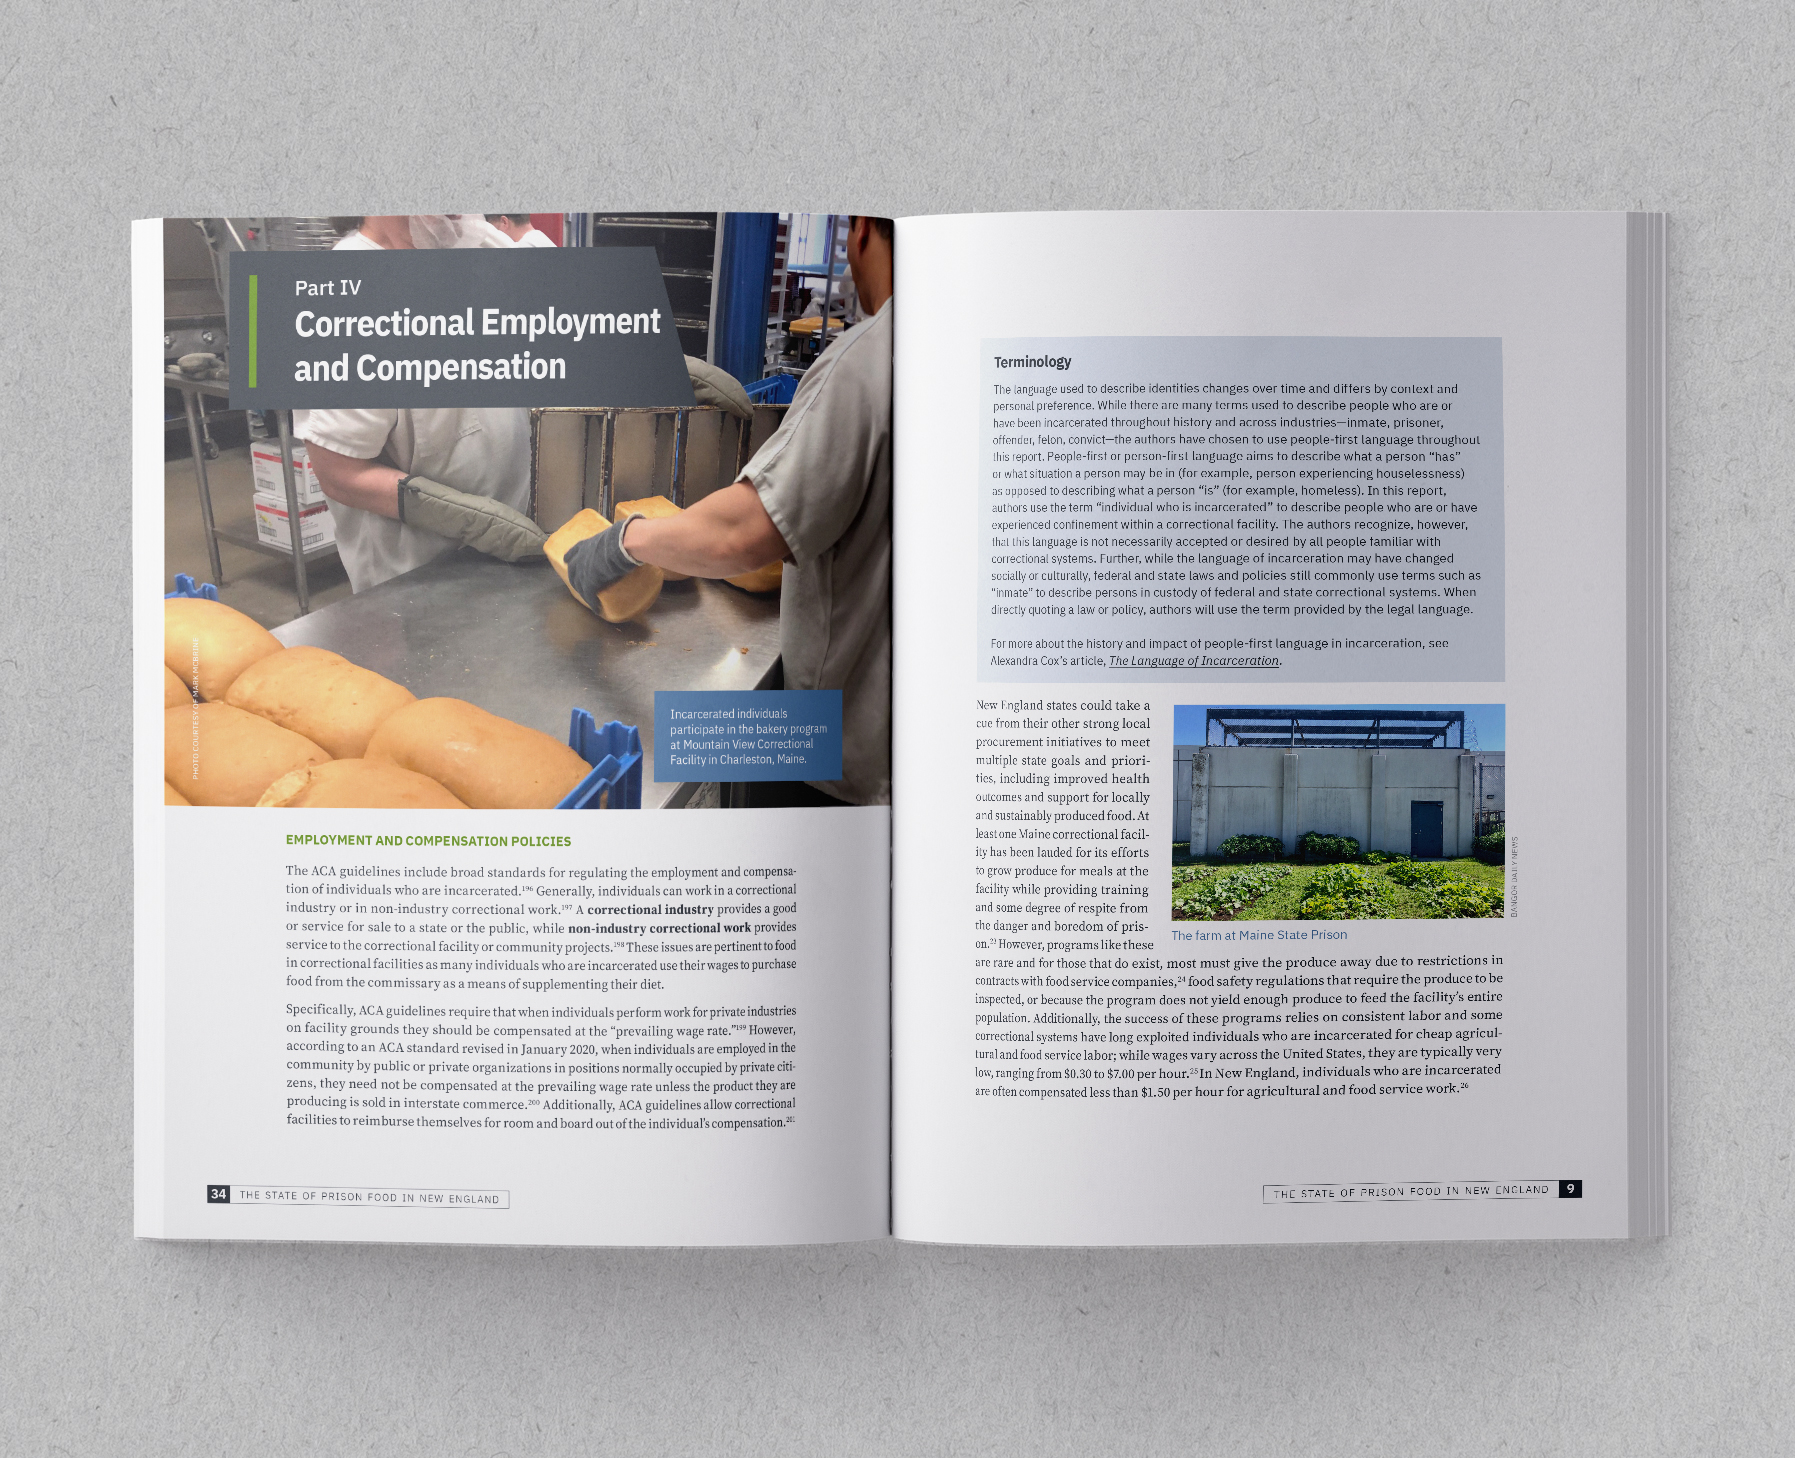 Part IV
Correctional Employment
and Compensation
PHOTO COURTESY OF MARK MCBRINE
Incarcerated individuals
participate in the bakery program
at Mountain View Correctional
Facility in Charleston, Maine.
EMPLOYMENT AND COMPENSATION POLICIES
The ACA guidelines include broad standards for regulating the employment and compensa-
tion of individuals who are incarcerated.196 Generally, individuals can work in a correctional
industry or in non-industry correctional work.197 A correctional industry provides a good
or service for sale to a state or the public, while non-industry correctional work provides
service to the correctional facility or community projects.198 These issues are pertinent to food
in correctional facilities as many individuals who are incarcerated use their wages to purchase
food from the commissary as a means of supplementing their diet.
Specifically, ACA guidelines require that when individuals perform work for private industries
on facility grounds they should be compensated at the “prevailing wage rate.”199 However,
according to an ACA standard revised in January 2020, when individuals are employed in the
community by public or private organizations in positions normally occupied by private citi-
zens, they need not be compensated at the prevailing wage rate unless the product they are
producing is sold in interstate commerce.200 Additionally, ACA guidelines allow correctional
facilities to reimburse themselves for room and board out of the individual’s compensation.201
34 THE STATE OF PRISON FOOD IN NEW ENGLAND
Terminology
The language used to describe identities changes over time and differs by context and
personal preference. While there are many terms used to describe people who are or
have been incarcerated throughout history and across industries—inmate, prisoner,
offender, felon, convict—the authors have chosen to use people-first language throughout
this report. People-first or person-first language aims to describe what a person “has”
or what situation a person may be in (for example, person experiencing houselessness)
as opposed to describing what a person “is” (for example, homeless). In this report,
authors use the term “individual who is incarcerated” to describe people who are or have
experienced confinement within a correctional facility. The authors recognize, however,
that this language is not necessarily accepted or desired by all people familiar with
correctional systems. Further, while the language of incarceration may have changed
socially or culturally, federal and state laws and policies still commonly use terms such as
“inmate” to describe persons in custody of federal and state correctional systems. When
directly quoting a law or policy, authors will use the term provided by the legal language.
For more about the history and impact of people-first language in incarceration, see
Alexandra Cox’s article, The Language of Incarceration.
New England states could take a
cue from their other strong local
procurement initiatives to meet
multiple state goals and priori-
ties, including improved health
outcomes and support for locally
and sustainably produced food. At
least one Maine correctional facil-
ity has been lauded for its efforts
to grow produce for meals at the
facility while providing training
and some degree of respite from
the danger and boredom of pris-
on.23 However, programs like these
are rare and for those that do exist, most must give the produce away due to restrictions in
contracts with food service companies,24 food safety regulations that require the produce to be
inspected, or because the program does not yield enough produce to feed the facility’s entire
population. Additionally, the success of these programs relies on consistent labor and some
correctional systems have long exploited individuals who are incarcerated for cheap agricul-
tural and food service labor; while wages vary across the United States, they are typically very
low, ranging from $0.30 to $7.00 per hour.25 In New England, individuals who are incarcerated
are often compensated less than $1.50 per hour for agricultural and food service work.26
BANGOR DAILY NEWS
The farm at Maine State Prison
THE STATE OF PRISON FOOD IN NEW ENGLAND 9